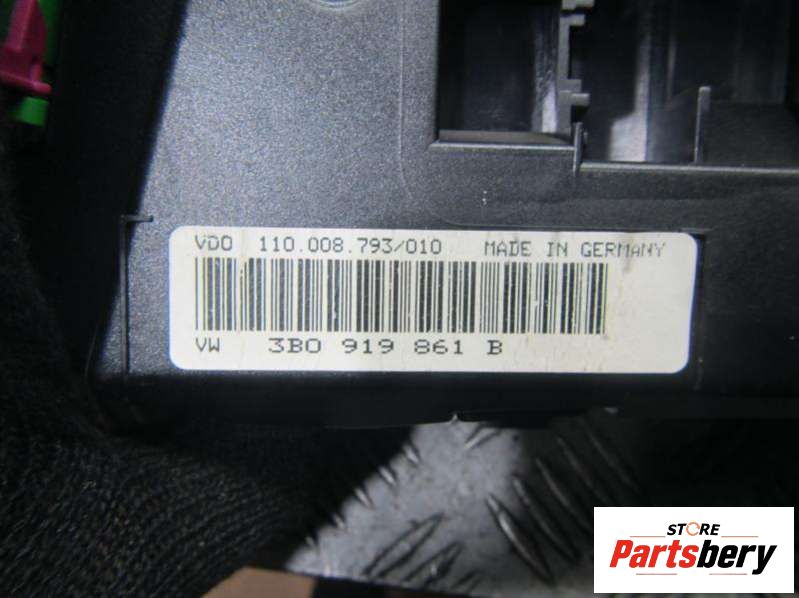 VDO 110.008.793/010 MADE IN GERMANY
VW 3B0 919 861 B
STORE
Partsbery